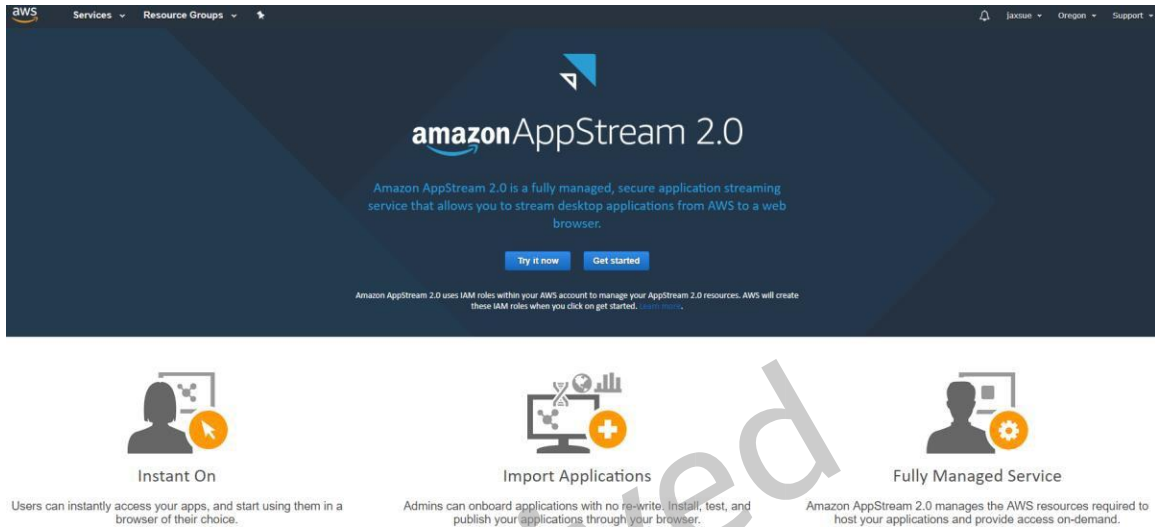 aws Services Resource Groups jaxsue Oregon Support
amazon AppStream 2.0
Amazon AppStream 2.0 is a fully managed, secure application streaming
service that allows you to stream desktop applications from AWS to a web
browser.
Try it now Get started
Amazon AppStream 2.0 uses IAM roles within your AWS account to manage your AppStream 2.0 resources. AWS will create
these IAM roles when you click on get started. Learn more.
Instant On
Users can instantly access your apps, and start using them in a
browser of their choice.
Import Applications
Admins can onboard applications with no re-write. Install, test, and
publish your applications through your browser.
Fully Managed Service
Amazon AppStream 2.0 manages the AWS resources required to
host your applications and provide access on-demand.